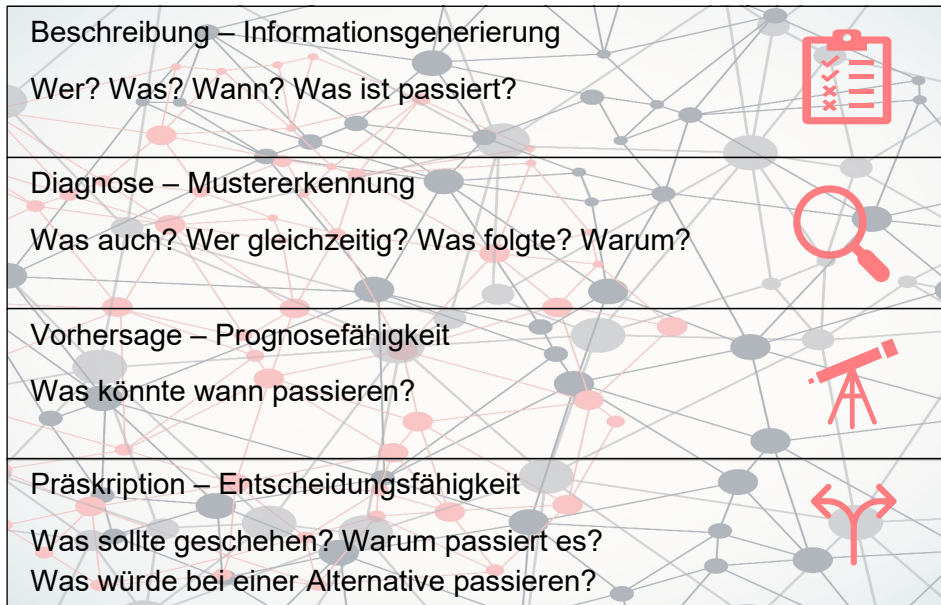 Beschreibung – Informationsgenerierung
Wer? Was? Wann? Was ist passiert?
Diagnose – Mustererkennung
Was auch? Wer gleichzeitig? Was folgte? Warum?
Vorhersage – Prognosefähigkeit
Was könnte wann passieren?
Präskription – Entscheidungsfähigkeit
Was sollte geschehen? Warum passiert es?
Was würde bei einer Alternative passieren?